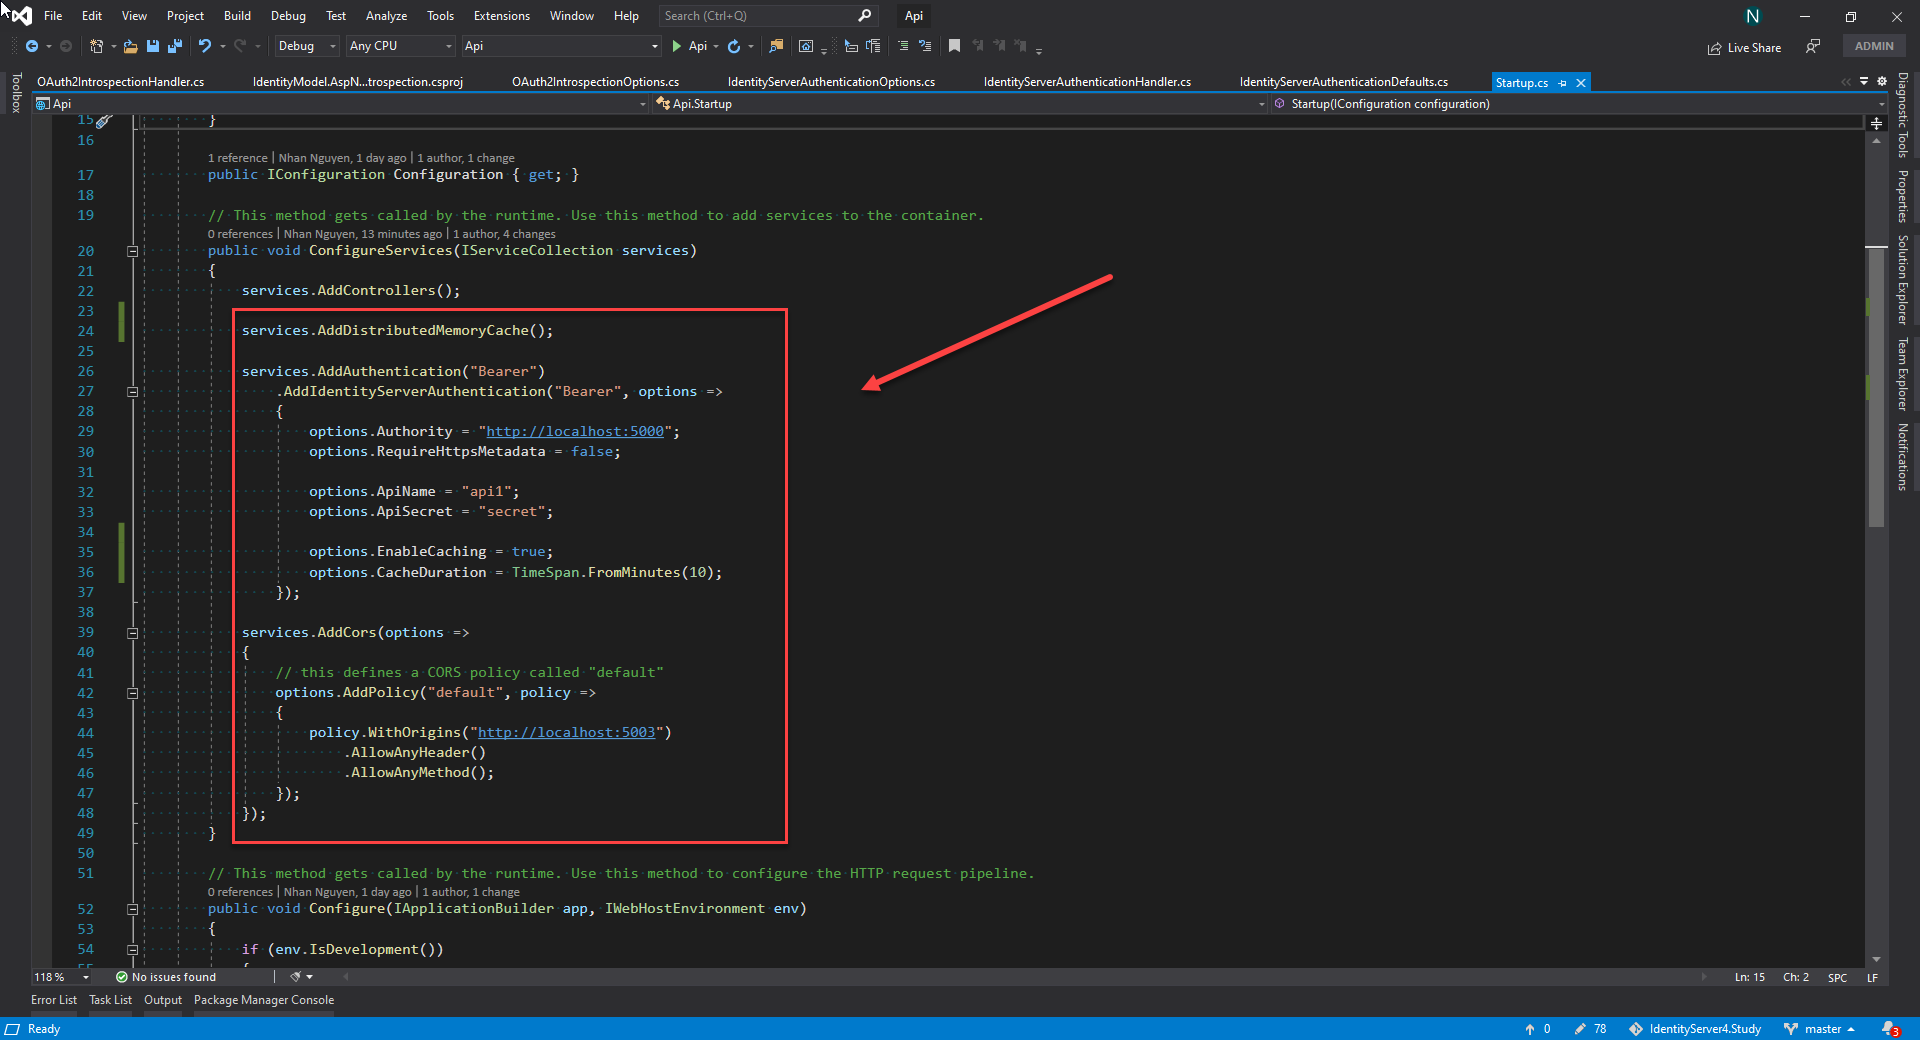 File Edit View Project Build Debug Test Analyze Tools Extensions Window Help Search (Ctrl+Q) Api N
Debug Any CPU Api Api Live Share ADMIN
OAuth2IntrospectionHandler.cs IdentityModel.AspN...trospection.csproj OAuth2IntrospectionOptions.cs IdentityServerAuthenticationOptions.cs IdentityServerAuthenticationHandler.cs IdentityServerAuthenticationDefaults.cs Startup.cs
Api Api.Startup Startup(IConfiguration configuration)
Toolbox
Diagnostic Tools
Properties
Solution Explorer
Team Explorer
Notifications
15 }
16
1 reference | Nhan Nguyen, 1 day ago | 1 author, 1 change
17 public IConfiguration Configuration { get; }
18
19 // This method gets called by the runtime. Use this method to add services to the container.
0 references | Nhan Nguyen, 13 minutes ago | 1 author, 4 changes
20 public void ConfigureServices(IServiceCollection services)
21 {
22 services.AddControllers();
23
24 services.AddDistributedMemoryCache();
25
26 services.AddAuthentication("Bearer")
27 .AddIdentityServerAuthentication("Bearer", options =>
28 {
29 options.Authority = "http://localhost:5000";
30 options.RequireHttpsMetadata = false;
31
32 options.ApiName = "api1";
33 options.ApiSecret = "secret";
34
35 options.EnableCaching = true;
36 options.CacheDuration = TimeSpan.FromMinutes(10);
37 });
38
39 services.AddCors(options =>
40 {
41 // this defines a CORS policy called "default"
42 options.AddPolicy("default", policy =>
43 {
44 policy.WithOrigins("http://localhost:5003")
45 .AllowAnyHeader()
46 .AllowAnyMethod();
47 });
48 });
49 }
50
51 // This method gets called by the runtime. Use this method to configure the HTTP request pipeline.
0 references | Nhan Nguyen, 1 day ago | 1 author, 1 change
52 public void Configure(IApplicationBuilder app, IWebHostEnvironment env)
53 {
54 if (env.IsDevelopment())
118 % No issues found Ln: 15 Ch: 2 SPC LF
Error List Task List Output Package Manager Console
Ready 0 78 IdentityServer4.Study master 3